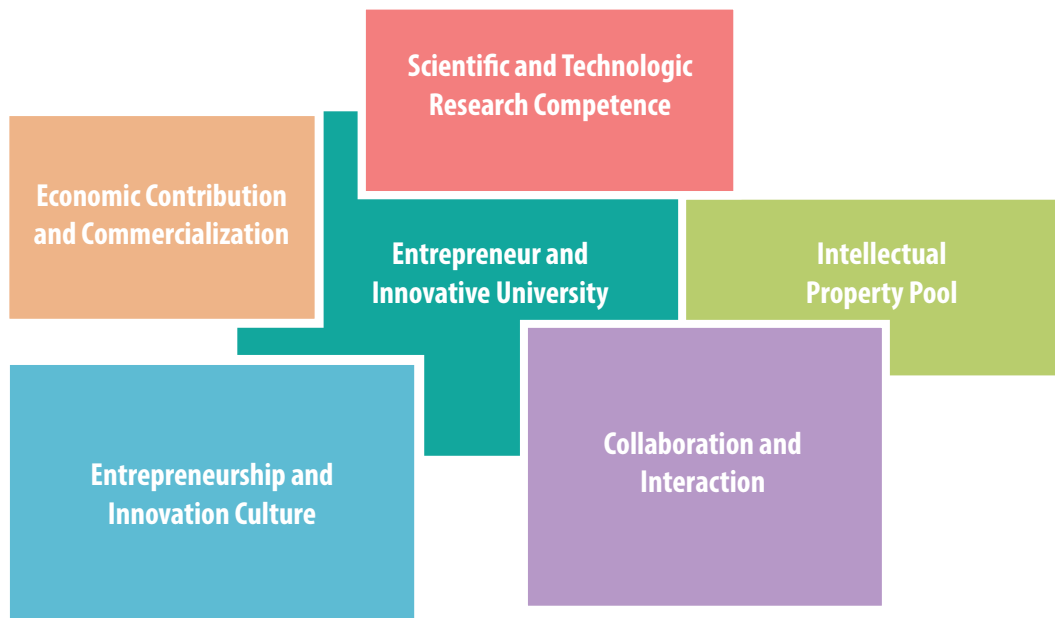 Scientific and Technologic
Research Competence
Economic Contribution
and Commercialization
Entrepreneur and
Innovative University
Intellectual
Property Pool
Entrepreneurship and
Innovation Culture
Collaboration and
Interaction